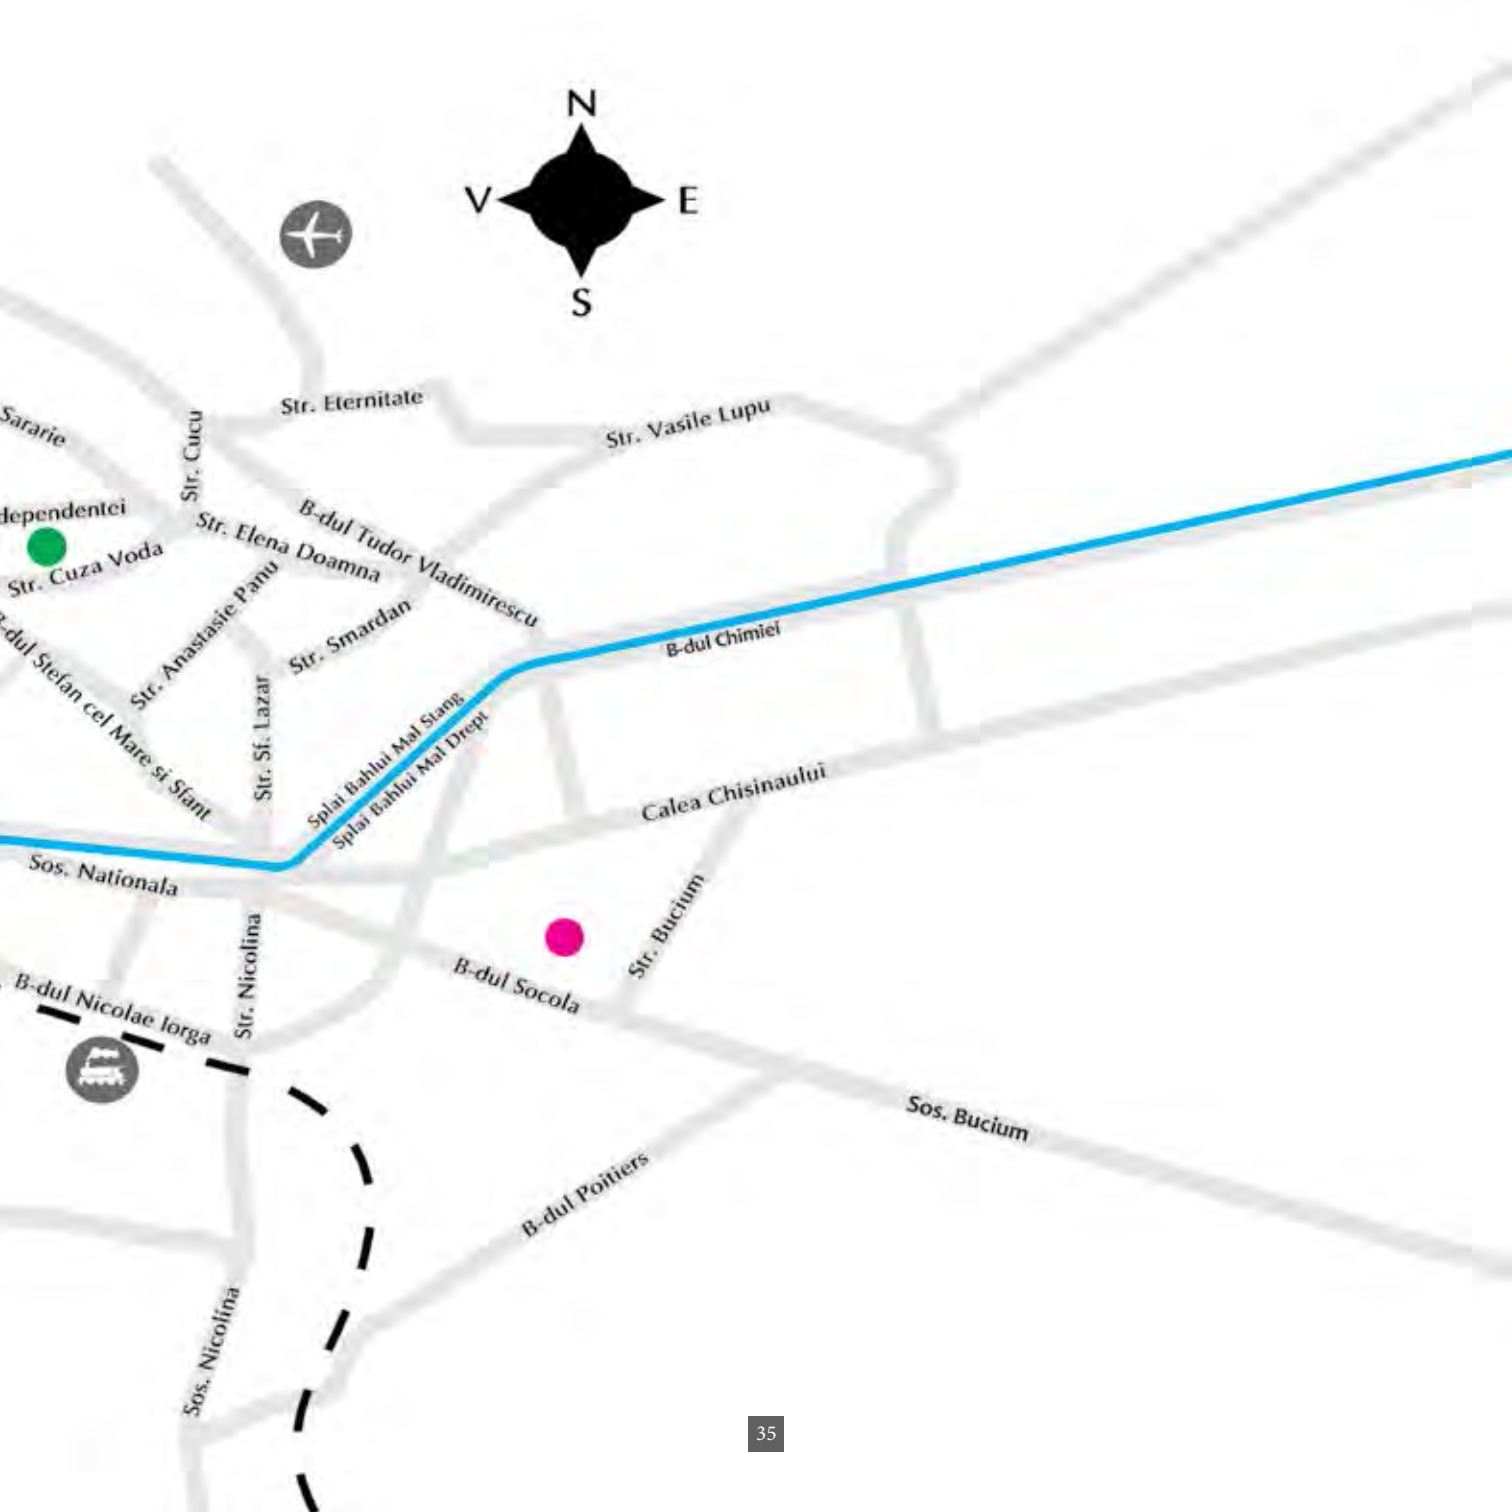 N
V
E
S
Str. Eternitate
Str. Vasile Lupu
Sararie
Str. Cucu
dependentei
Str. Elena Doamna
B-dul Tudor Vladimirescu
Str. Cuza Voda
Str. Anastasie Panu
Str. Smardan
B-dul Chimiei
B-dul Stefan cel Mare si Sfant
Str. Sf. Lazar
Splai Bahlui Mal Stang
Splai Bahlui Mal Drept
Calea Chisinaului
Sos. Nationala
Str. Nicolina
Str. Bucium
B-dul Socola
B-dul Nicolae Iorga
Sos. Bucium
B-dul Poitiers
Sos. Nicolina
35